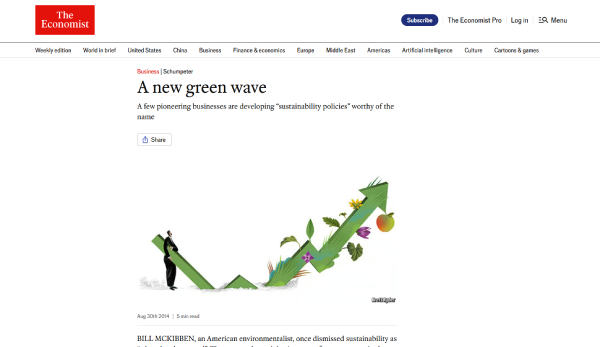 The
Economist
Subscribe
The Economist Pro
Log in
Menu
Weekly edition
World in brief
United States
China
Business
Finance & economics
Europe
Middle East
Americas
Artificial intelligence
Culture
Cartoons & games
Business | Schumpeter
A new green wave
A few pioneering businesses are developing “sustainability policies” worthy of the
name
Share
Brett Ryder
Aug 30th 2014 | 5 min read
BILL MCKIBBEN, an American environmentalist, once dismissed sustainability as